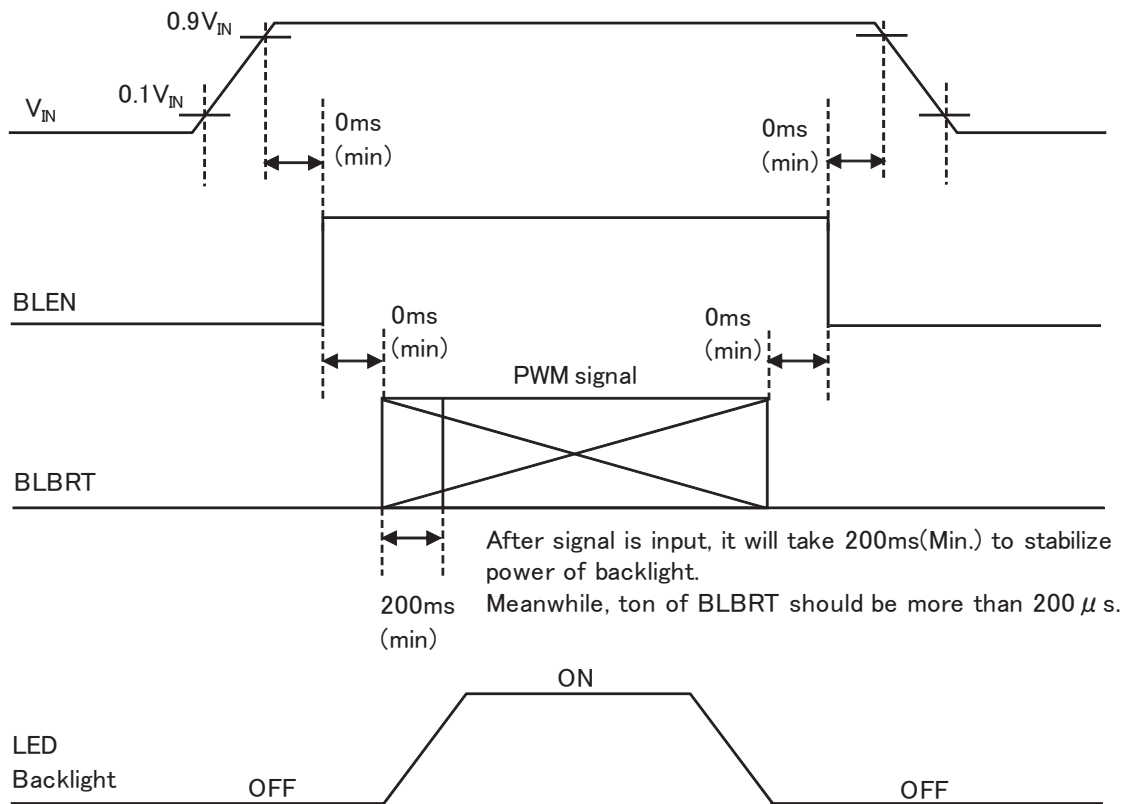 0.9VIN
0.1VIN
VIN
0ms
(min)
0ms
(min)
BLEN
0ms
(min)
0ms
(min)
PWM signal
BLBRT
After signal is input, it will take 200ms(Min.) to stabilize
power of backlight.
200ms
(min)
Meanwhile, ton of BLBRT should be more than 200μs.
ON
LED
Backlight
OFF
OFF